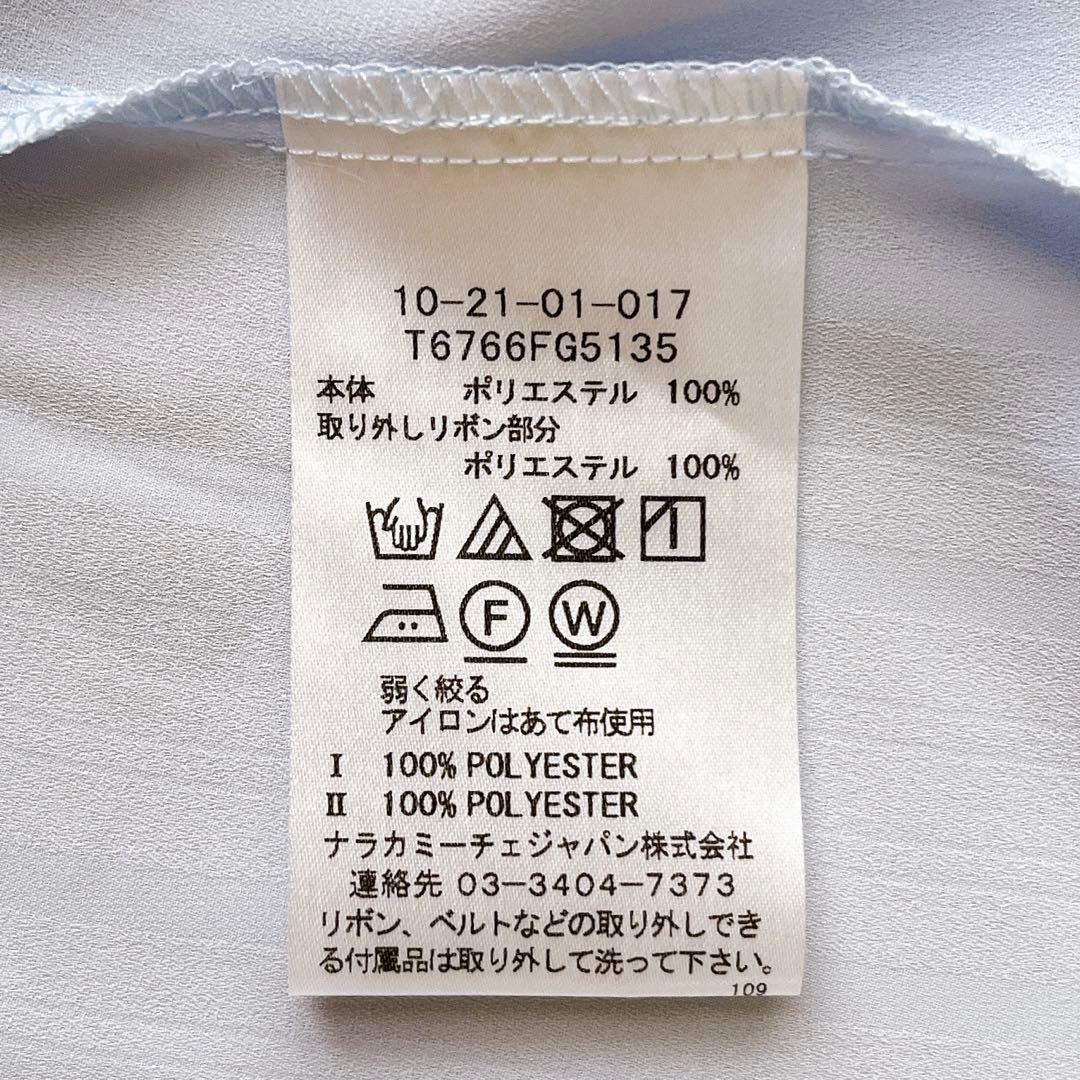 10-21-01-017
T6766FG5135
本体 ポリエステル 100%
取り外しリボン部分
ポリエステル 100%
F W
弱く絞る
アイロンはあて布使用
I 100% POLYESTER
II 100% POLYESTER
ナラカミーチェジャパン株式会社
連絡先 03-3404-7373
リボン、ベルトなどの取り外しでき
る付属品は取り外して洗って下さい。
109